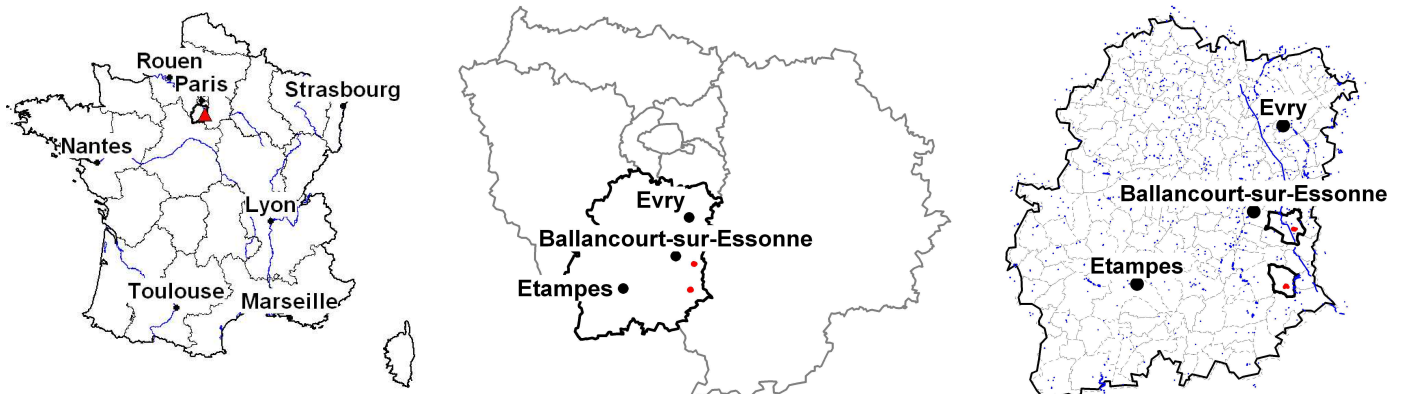 Rouen
Paris
Strasbourg
Nantes
Lyon
Toulouse
Marseille
Evry
Ballancourt-sur-Essonne
Etampes
Evry
Ballancourt-sur-Essonne
Etampes